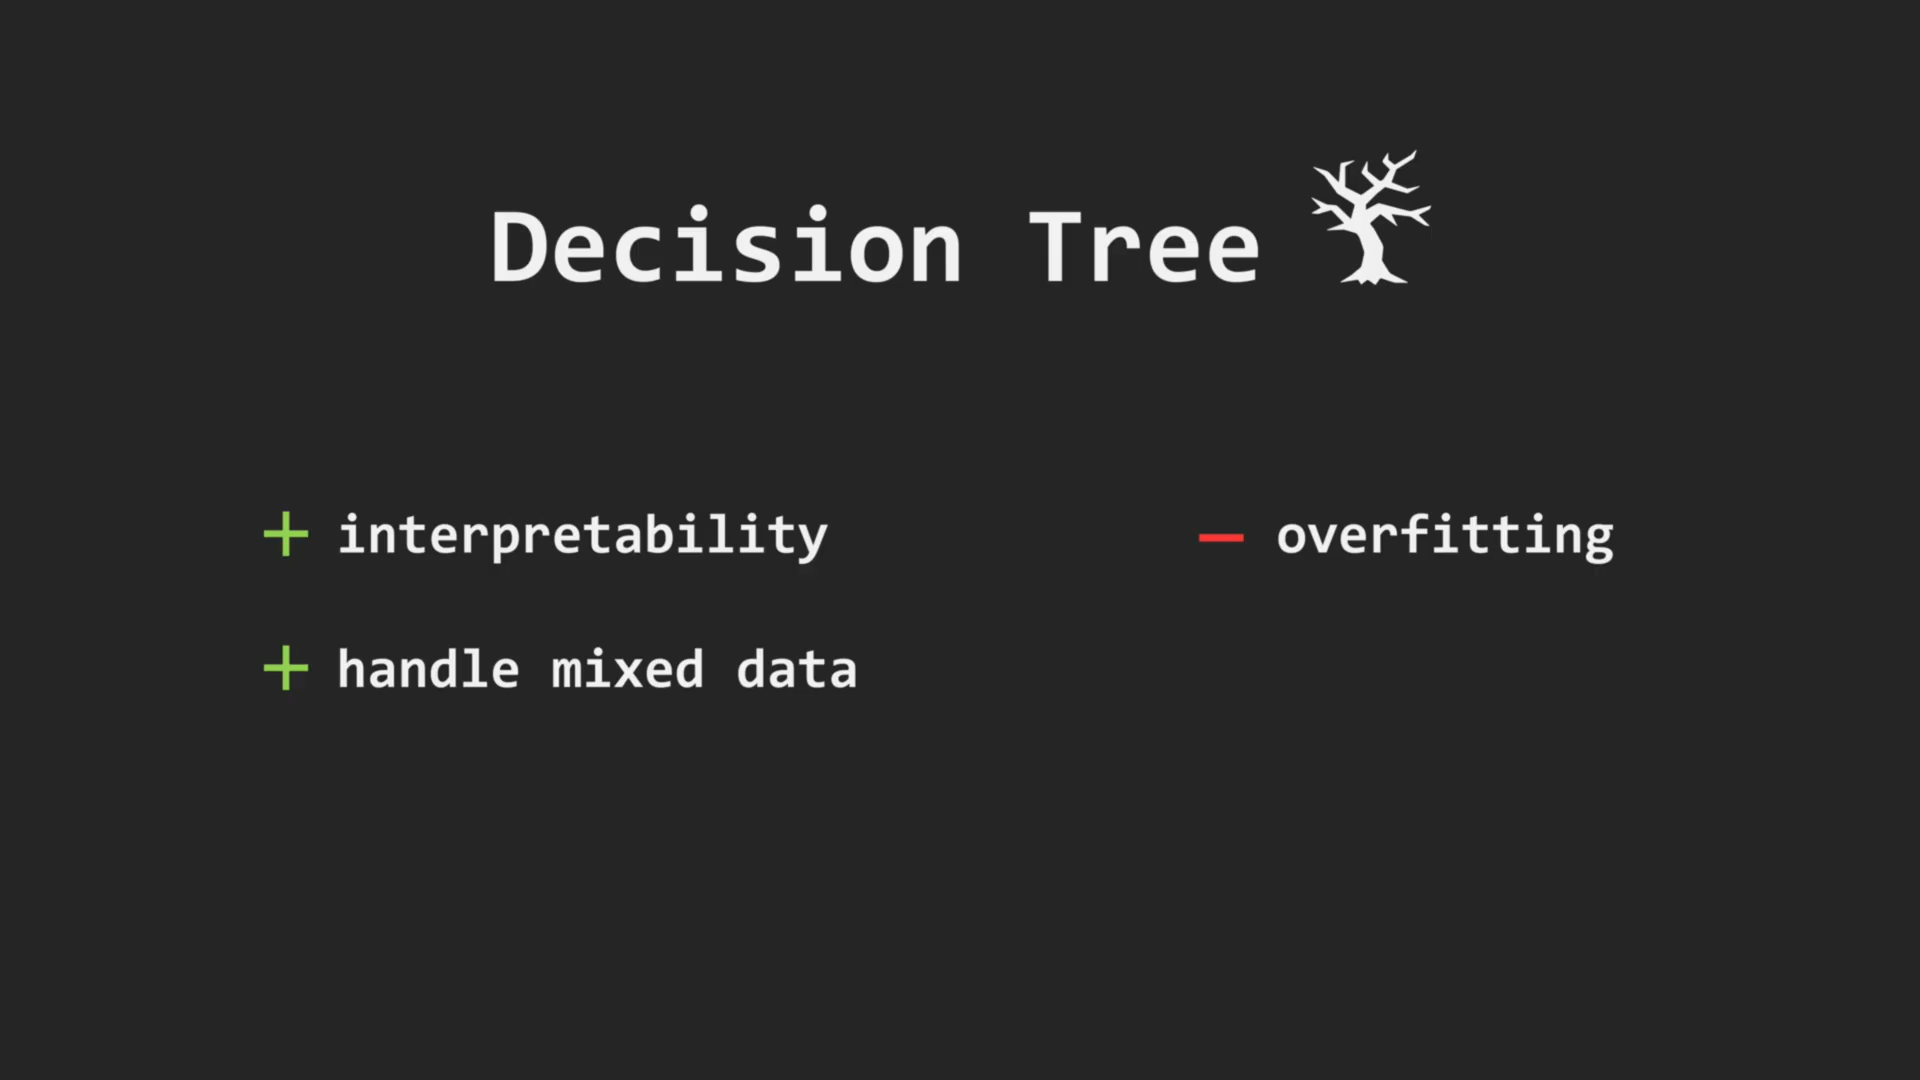 Decision Tree
+ interpretability
+ handle mixed data
− overfitting